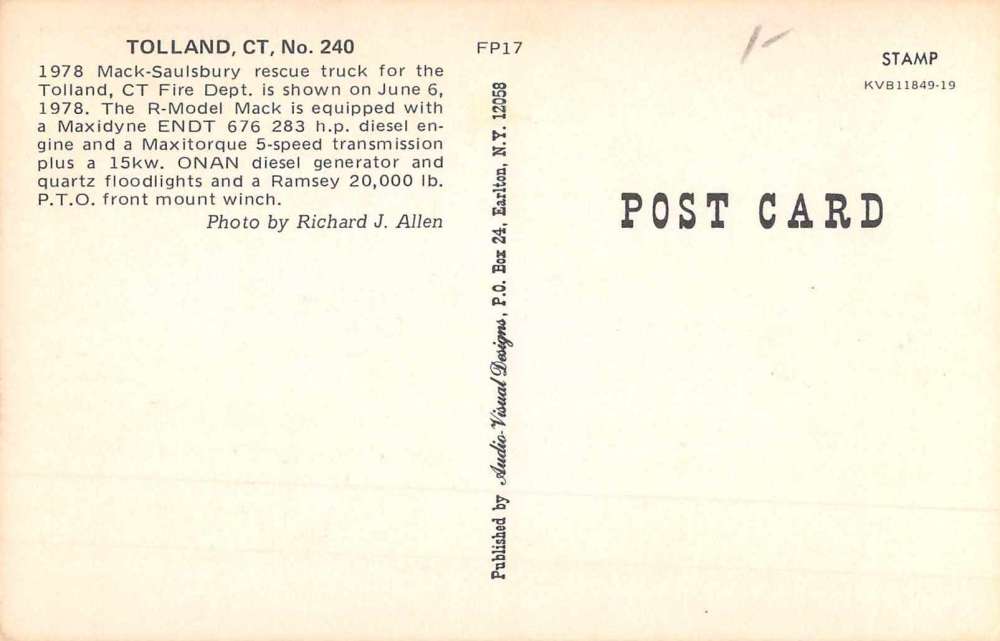 TOLLAND, CT, No. 240
1978 Mack-Saulsbury rescue truck for the
Tolland, CT Fire Dept. is shown on June 6,
1978. The R-Model Mack is equipped with
a Maxidyne ENDT 676 283 h.p. diesel en-
gine and a Maxitorque 5-speed transmission
plus a 15kw. ONAN diesel generator and
quartz floodlights and a Ramsey 20,000 lb.
P.T.O. front mount winch.
Photo by Richard J. Allen
FP17
Published by Audio-Visual Designs, P.O. Box 24, Earlton, N.Y. 12058
1-
STAMP
KVB11849-19
POST CARD